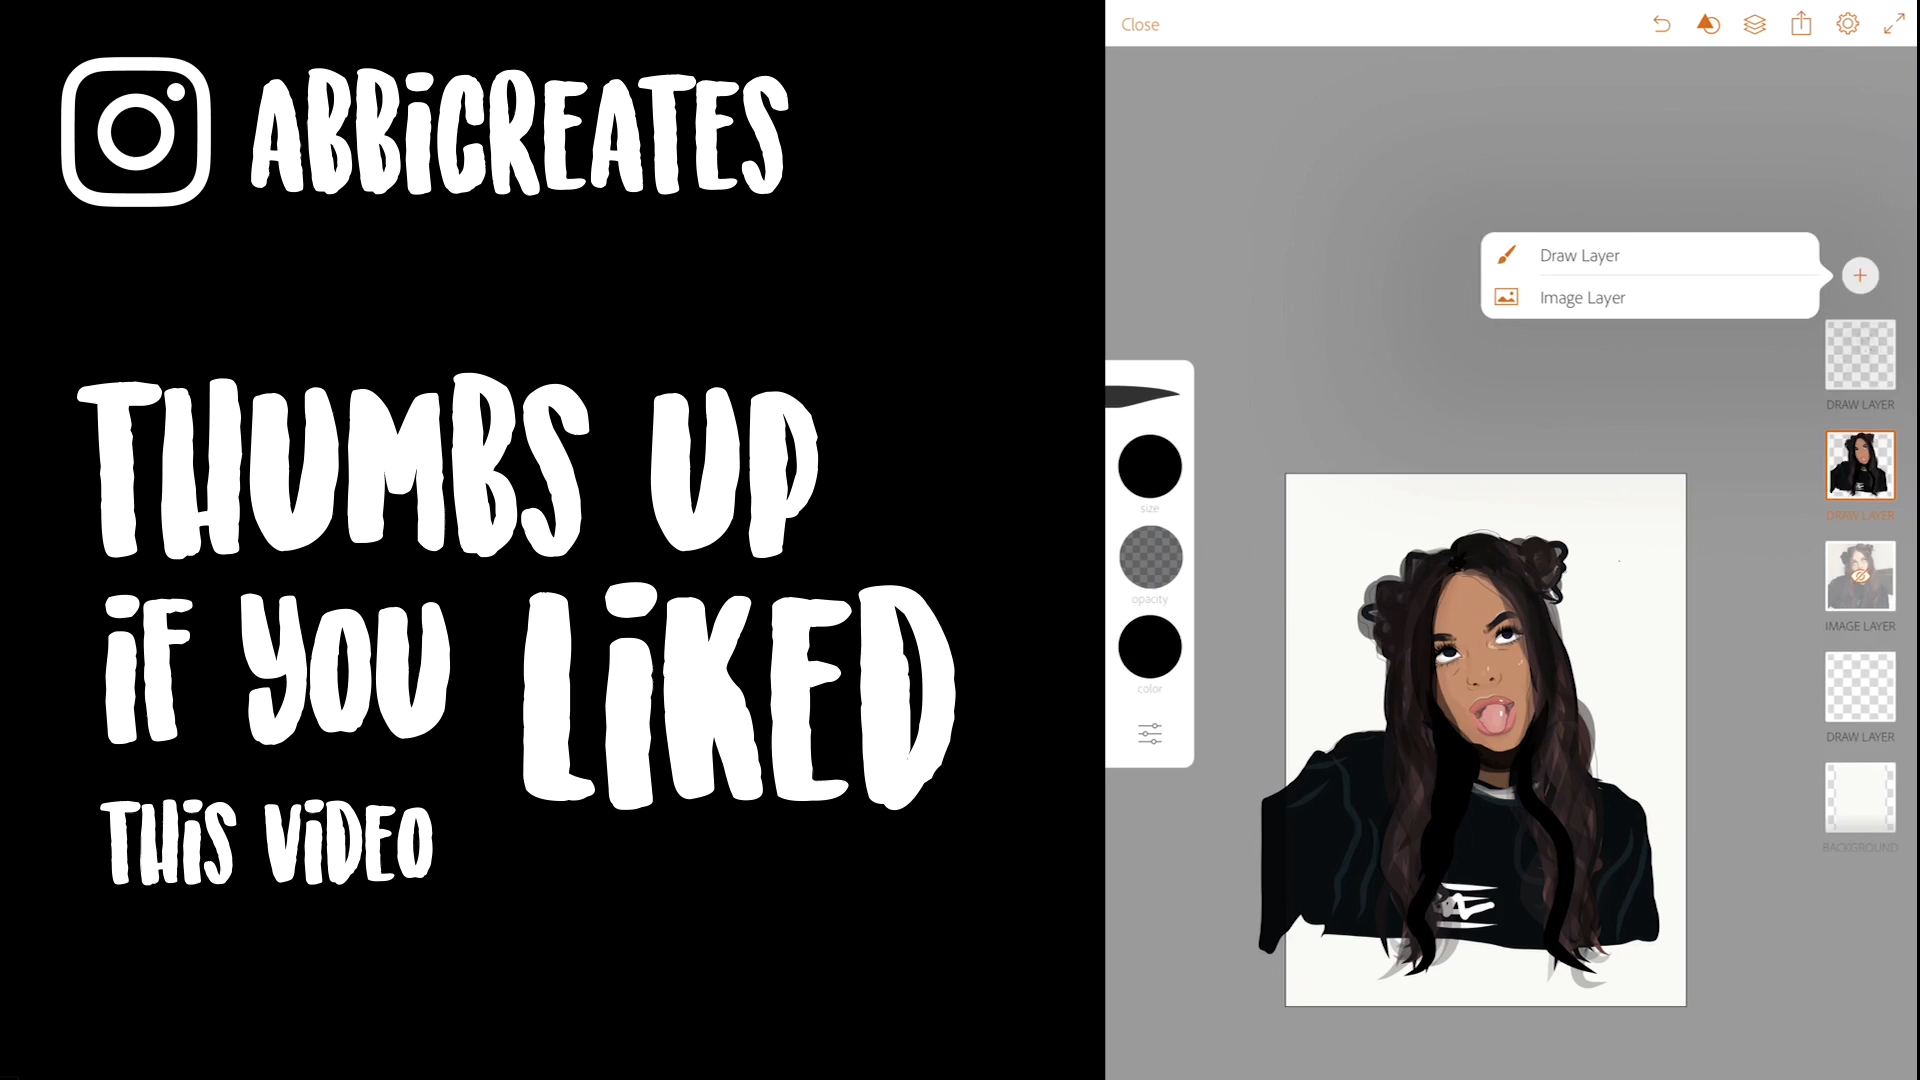 ABBiCREATES
THUMBS UP
iF YOU LiKED
THiS ViDEO
Close
Draw Layer
Image Layer
size
opacity
color
DRAW LAYER
DRAW LAYER
IMAGE LAYER
DRAW LAYER
BACKGROUND